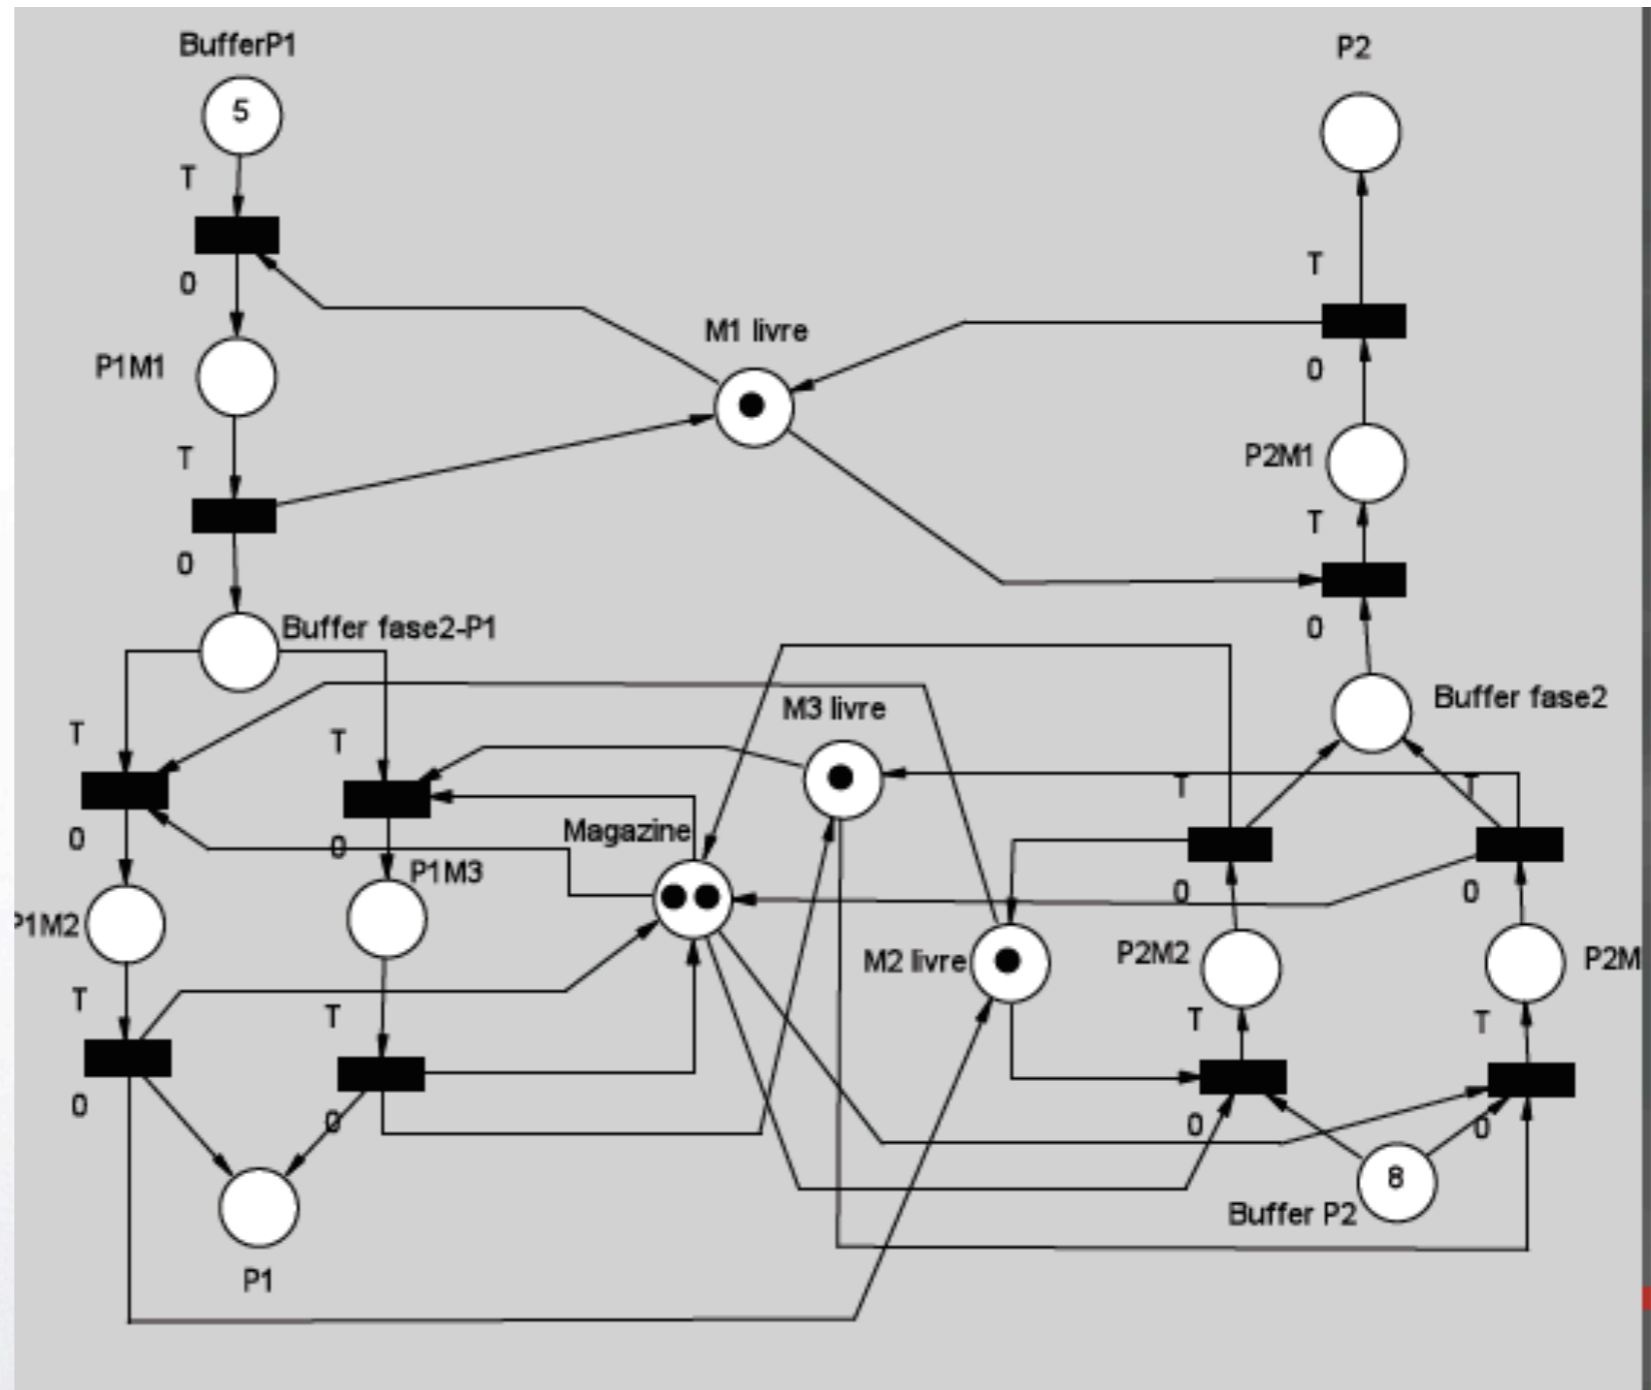 BufferP1
P2
5
T
T
0
M1 livre
P1M1
0
P2M1
T
T
0
Buffer fase2-P1
0
Buffer fase2
M3 livre
T
T
T
T
Magazine
0
0
P1M3
0
0
P1M2
P2M2
P2M
M2 livre
T
T
T
T
0
0
0
0
8
Buffer P2
P1